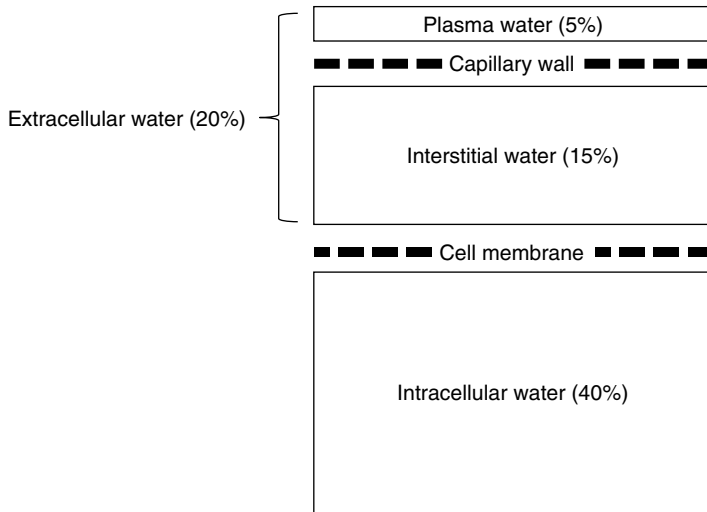 Plasma water (5%)
Capillary wall
Extracellular water (20%)
Interstitial water (15%)
Cell membrane
Intracellular water (40%)